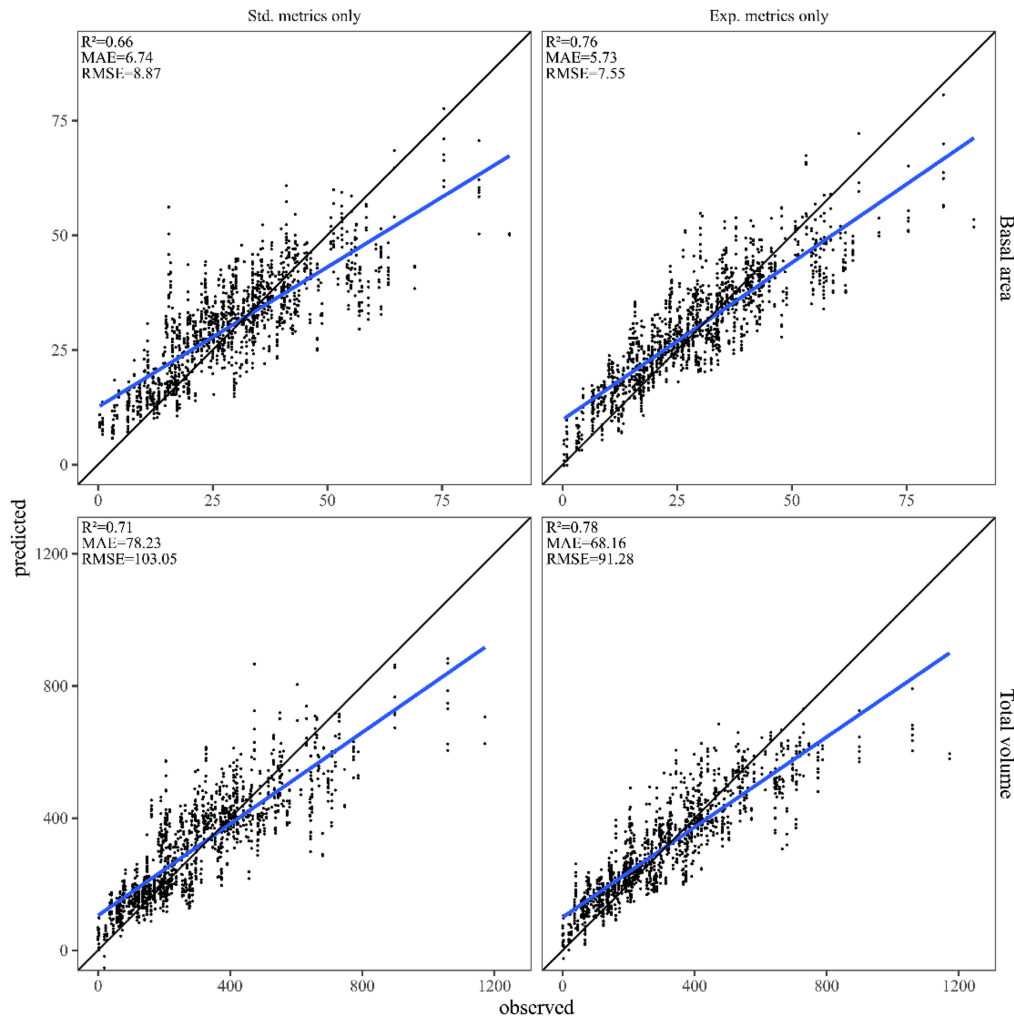 Std. metrics only
Exp. metrics only
R²=0.66
MAE=6.74
RMSE=8.87
R²=0.76
MAE=5.73
RMSE=7.55
75
50
25
0
Basal area
0 25 50 75
0 25 50 75
R²=0.71
MAE=78.23
RMSE=103.05
R²=0.78
MAE=68.16
RMSE=91.28
1200
800
400
0
Total volume
0 400 800 1200
0 400 800 1200
predicted
observed